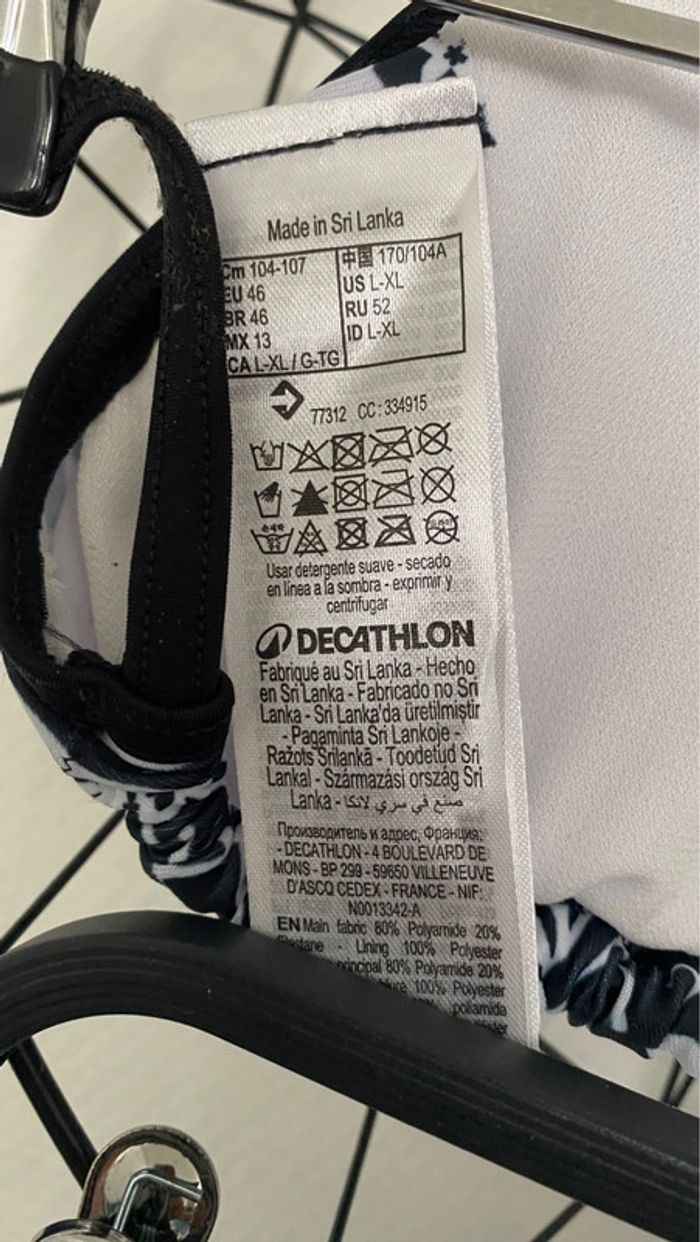 Made in Sri Lanka
Cm 104-107
EU 46
BR 46
MX 13
CA L-XL / G-TG
中国 170/104A
US L-XL
RU 52
ID L-XL
77312 CC : 334915
Usar detergente suave - secado
en línea a la sombra - exprimir y
centrifugar
DECATHLON
Fabriqué au Sri Lanka - Hecho
en Sri Lanka - Fabricado no Sri
Lanka - Sri Lanka'da üretilmiştir
- Pagaminta Šri Lankoje -
Ražots Šrilankā - Toodetud Sri
Lankal - Származási ország Sri
Lanka - صنع في سري لانكا
Производитель и адрес, Франция:
- DECATHLON - 4 BOULEVARD DE
MONS - BP 299 - 59650 VILLENEUVE
D'ASCQ CEDEX - FRANCE - NIF:
N0013342-A
EN Main fabric 80% Polyamide 20%
- Lining 100% Polyester
80% Polyamide 20%
100% Polyester
poliamida